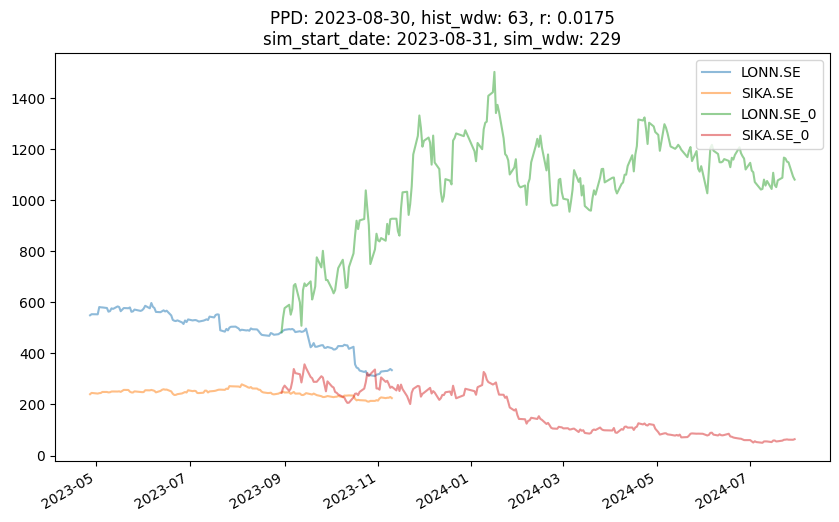 PPD: 2023-08-30, hist_wdw: 63, r: 0.0175
sim_start_date: 2023-08-31, sim_wdw: 229
LONN.SE
SIKA.SE
LONN.SE_0
SIKA.SE_0
1400
1200
1000
800
600
400
200
0
2023-05
2023-07
2023-09
2023-11
2024-01
2024-03
2024-05
2024-07